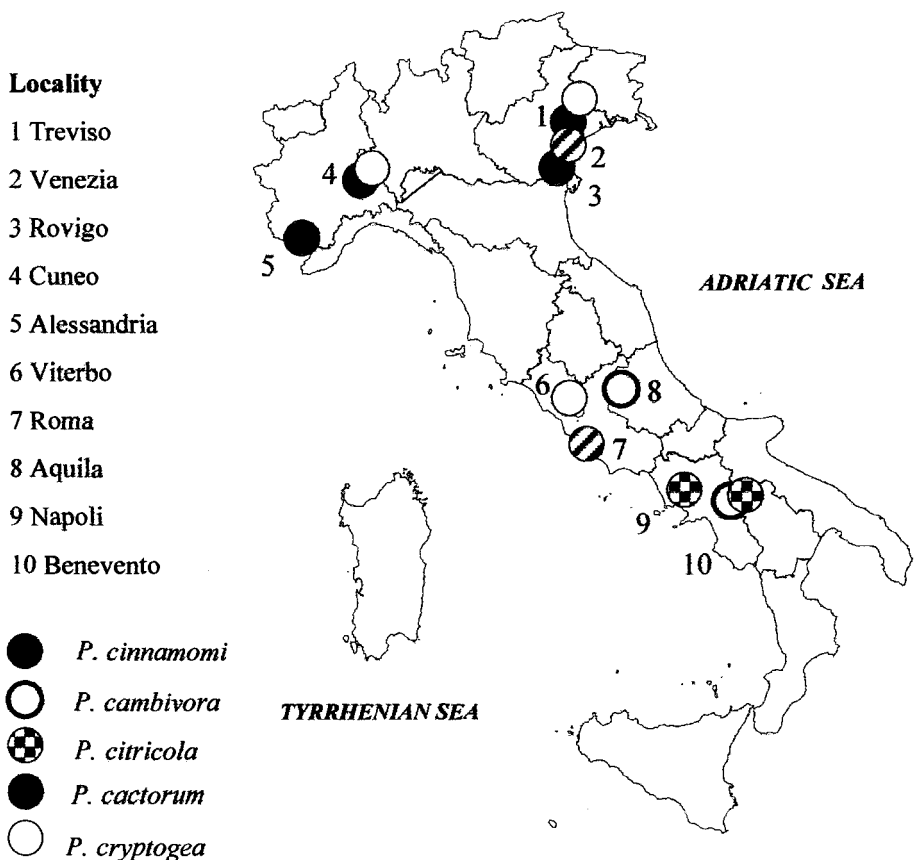 Locality
1 Treviso
2 Venezia
3 Rovigo
4 Cuneo
5 Alessandria
6 Viterbo
7 Roma
8 Aquila
9 Napoli
10 Benevento
P. cinnamomi
P. cambivora
P. citricola
P. cactorum
P. cryptogea
1
2
3
4
5
ADRIATIC SEA
6
8
7
9
10
TYRRHENIAN SEA